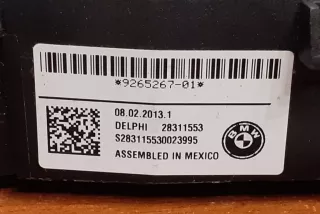 *9265267-01*
08.02.2013.1
DELPHI 28311553
S283115530023995
ASSEMBLED IN MEXICO
BMW